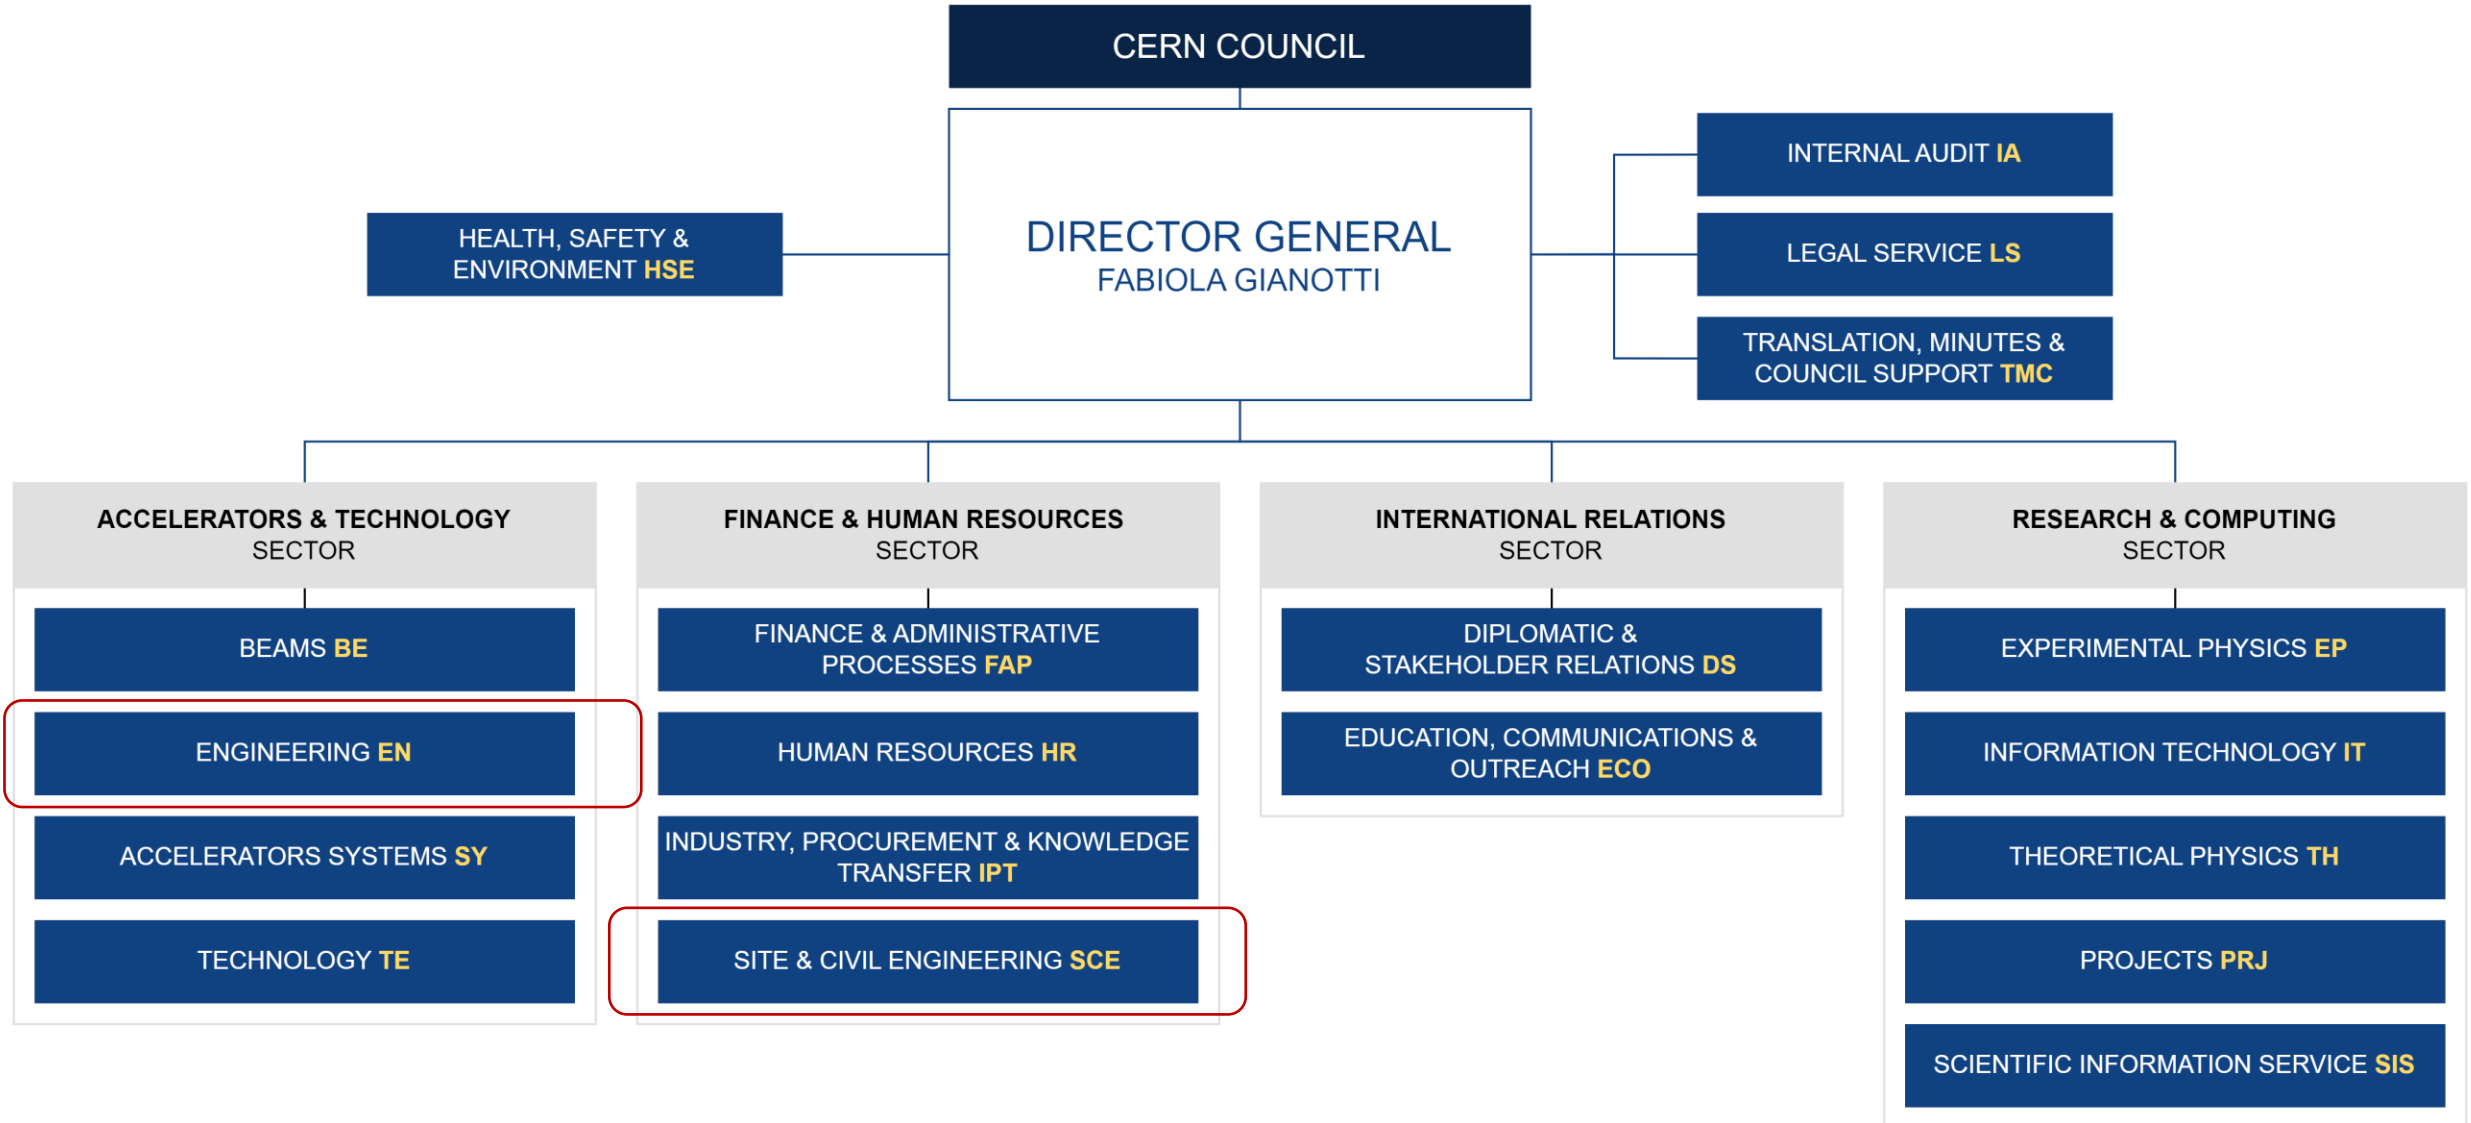 CERN COUNCIL
DIRECTOR GENERAL
FABIOLA GIANOTTI
HEALTH, SAFETY &
ENVIRONMENT HSE
INTERNAL AUDIT IA
LEGAL SERVICE LS
TRANSLATION, MINUTES &
COUNCIL SUPPORT TMC
ACCELERATORS & TECHNOLOGY
SECTOR
BEAMS BE
ENGINEERING EN
ACCELERATORS SYSTEMS SY
TECHNOLOGY TE
FINANCE & HUMAN RESOURCES
SECTOR
FINANCE & ADMINISTRATIVE
PROCESSES FAP
HUMAN RESOURCES HR
INDUSTRY, PROCUREMENT & KNOWLEDGE
TRANSFER IPT
SITE & CIVIL ENGINEERING SCE
INTERNATIONAL RELATIONS
SECTOR
DIPLOMATIC &
STAKEHOLDER RELATIONS DS
EDUCATION, COMMUNICATIONS &
OUTREACH ECO
RESEARCH & COMPUTING
SECTOR
EXPERIMENTAL PHYSICS EP
INFORMATION TECHNOLOGY IT
THEORETICAL PHYSICS TH
PROJECTS PRJ
SCIENTIFIC INFORMATION SERVICE SIS